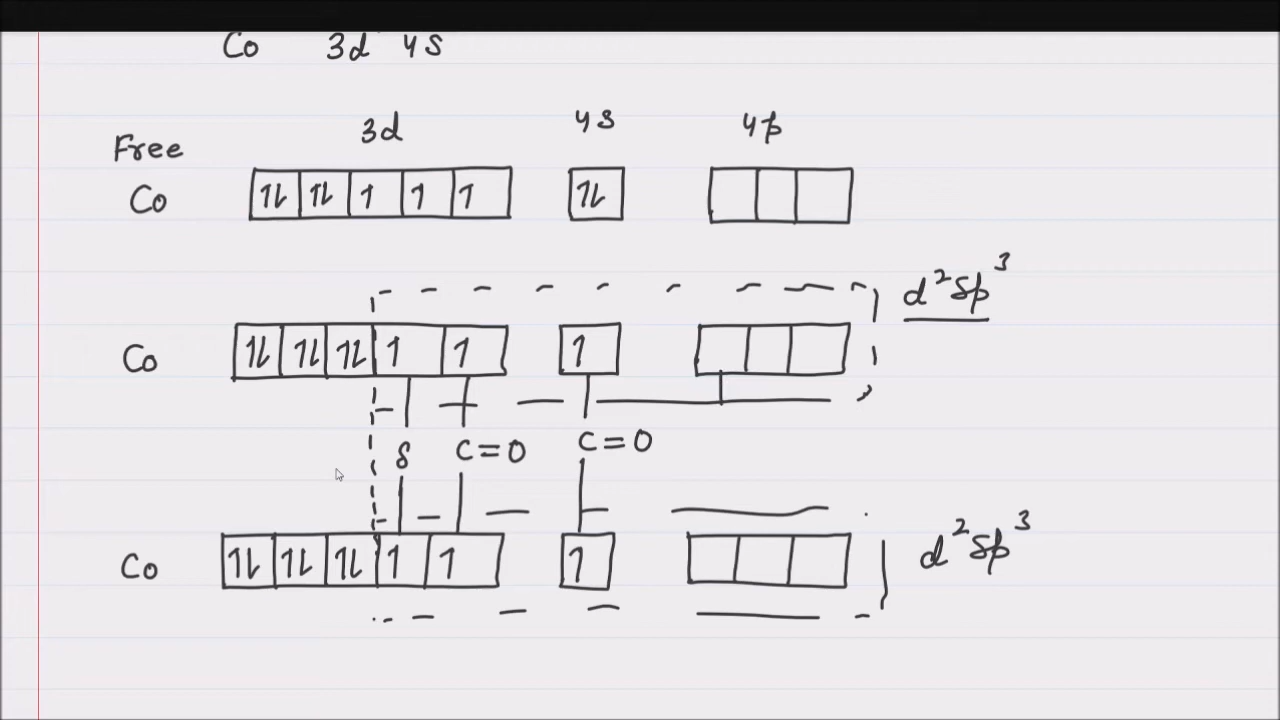 Co 3d 4s
3d 4s 4p
Free
Co 1L 1L 1 1 1 1L
d²sp³
Co 1L 1L 1L 1 1 1
δ C=O C=O
Co 1L 1L 1L 1 1 1
d²sp³